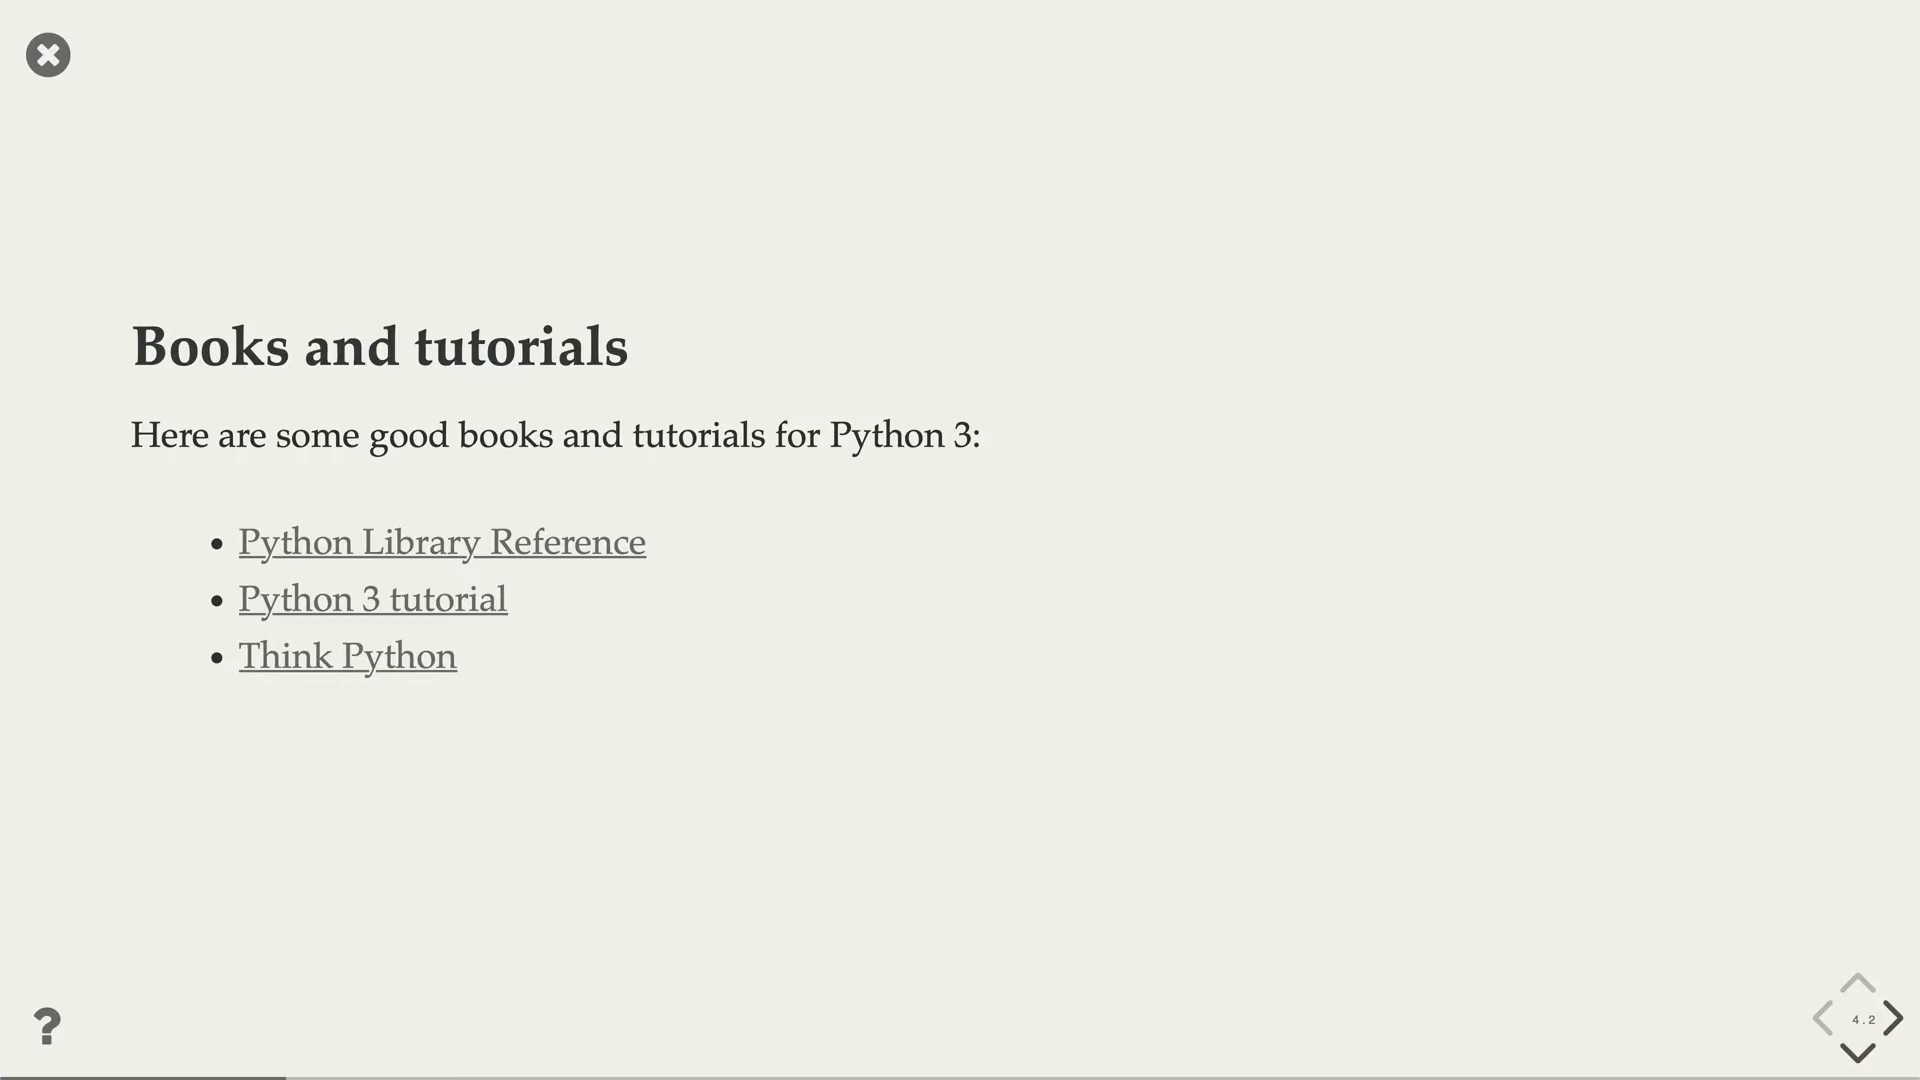 Books and tutorials
Here are some good books and tutorials for Python 3:
• Python Library Reference
• Python 3 tutorial
• Think Python
?
4.2